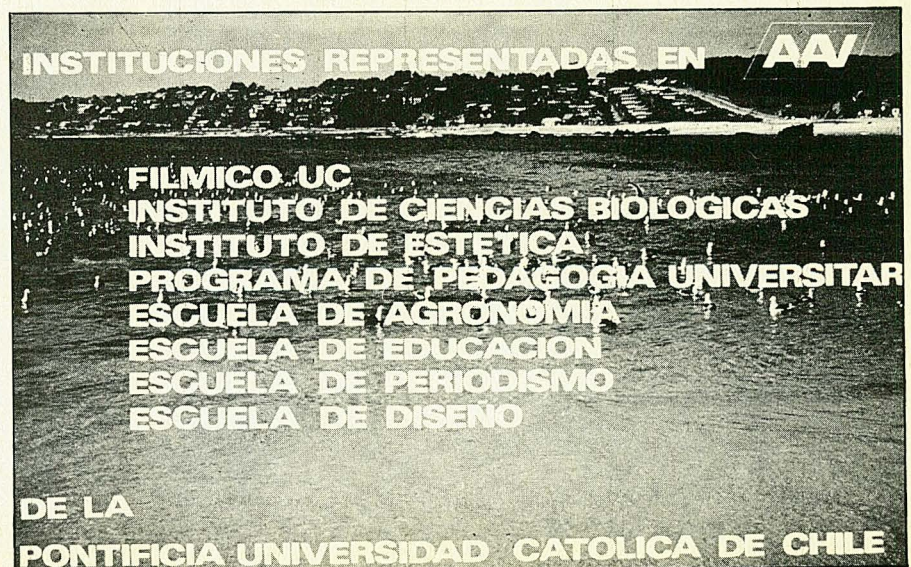 INSTITUCIONES REPRESENTADAS EN AAV
FILMICO UC
INSTITUTO DE CIENCIAS BIOLOGICAS
INSTITUTO DE ESTETICA
PROGRAMA DE PEDAGOGIA UNIVERSITAR
ESCUELA DE AGRONOMIA
ESCUELA DE EDUCACION
ESCUELA DE PERIODISMO
ESCUELA DE DISEÑO
DE LA
PONTIFICIA UNIVERSIDAD CATOLICA DE CHILE